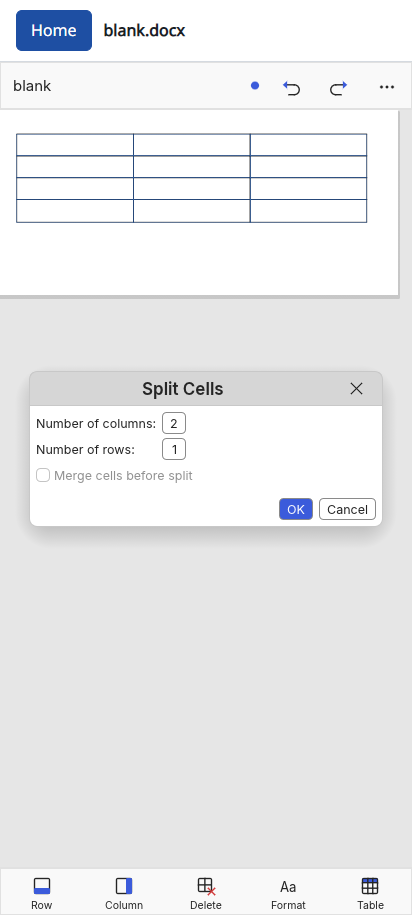 Home blank.docx
blank
Split Cells
Number of columns: 2
Number of rows: 1
Merge cells before split
OK Cancel
Aa
Row Column Delete Format Table